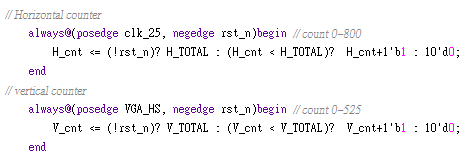 // Horizontal counter
always@(posedge clk_25, negedge rst_n)begin // count 0~800
H_cnt <= (!rst_n)? H_TOTAL : (H_cnt < H_TOTAL)? H_cnt+1'b1 : 10'd0;
end
// vertical counter
always@(posedge VGA_HS, negedge rst_n)begin // count 0~525
V_cnt <= (!rst_n)? V_TOTAL : (V_cnt < V_TOTAL)? V_cnt+1'b1 : 10'd0;
end